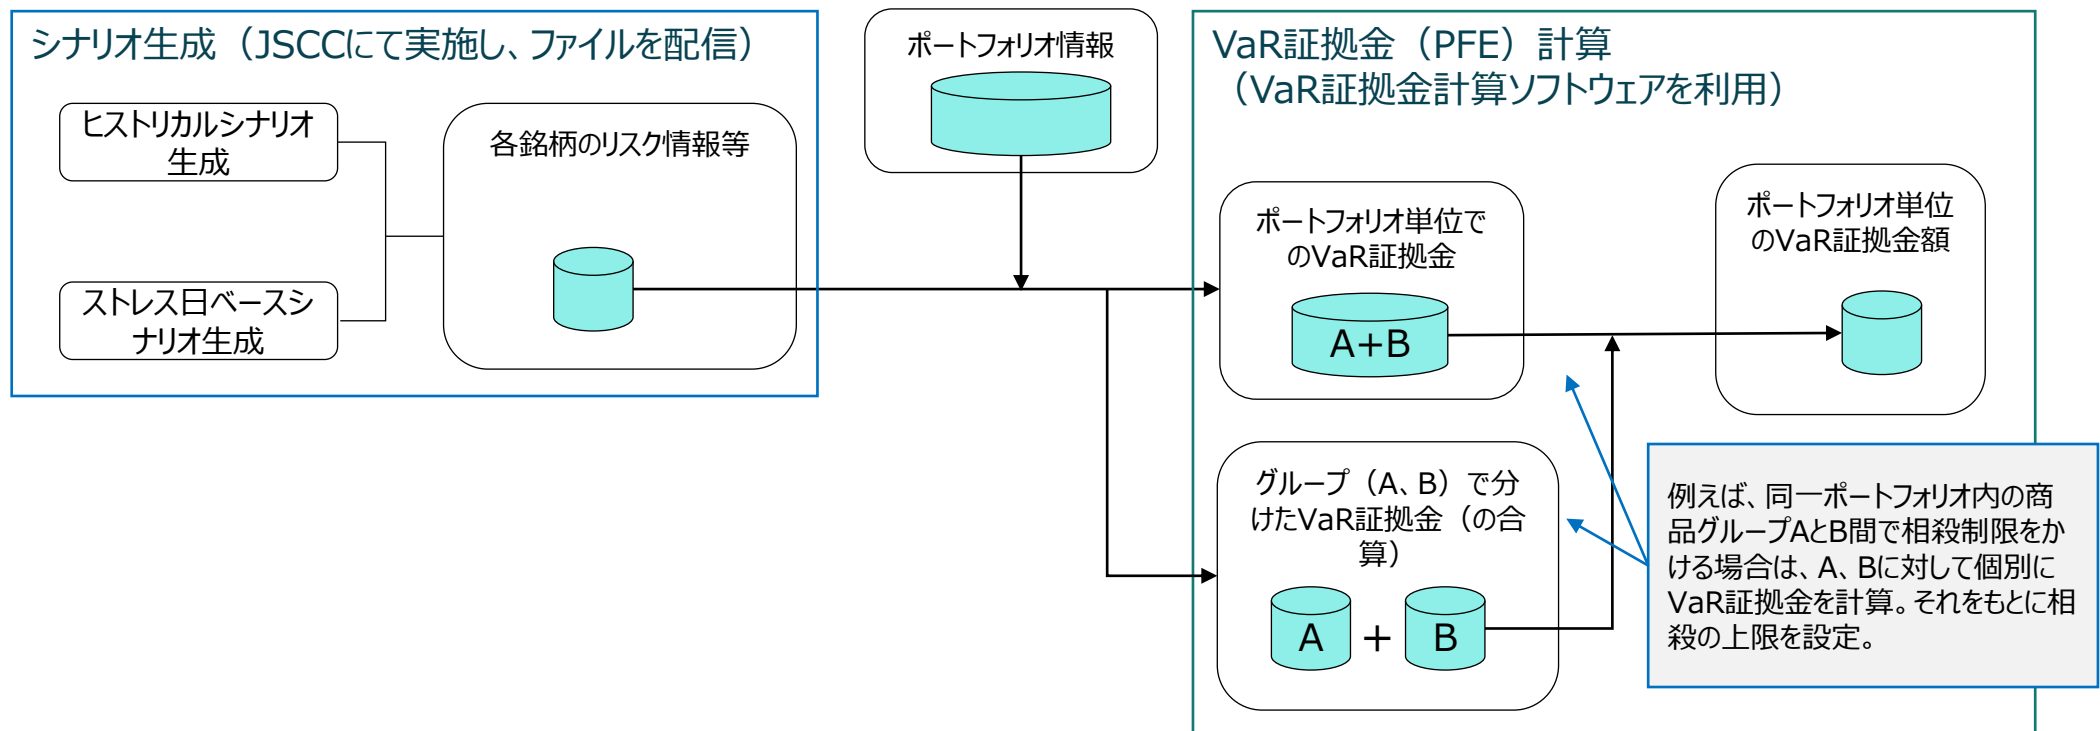 シナリオ生成（JSCCにて実施し、ファイルを配信）
ヒストリカルシナリオ
生成
ストレス日ベースシ
ナリオ生成
各銘柄のリスク情報等
ポートフォリオ情報
VaR証拠金（PFE）計算
（VaR証拠金計算ソフトウェアを利用）
ポートフォリオ単位で
のVaR証拠金
A+B
ポートフォリオ単位
のVaR証拠金額
グループ（A、B）で分
けたVaR証拠金（の合
算）
A + B
例えば、同一ポートフォリオ内の商
品グループAとB間で相殺制限をか
ける場合は、A、Bに対して個別に
VaR証拠金を計算。それをもとに相
殺の上限を設定。